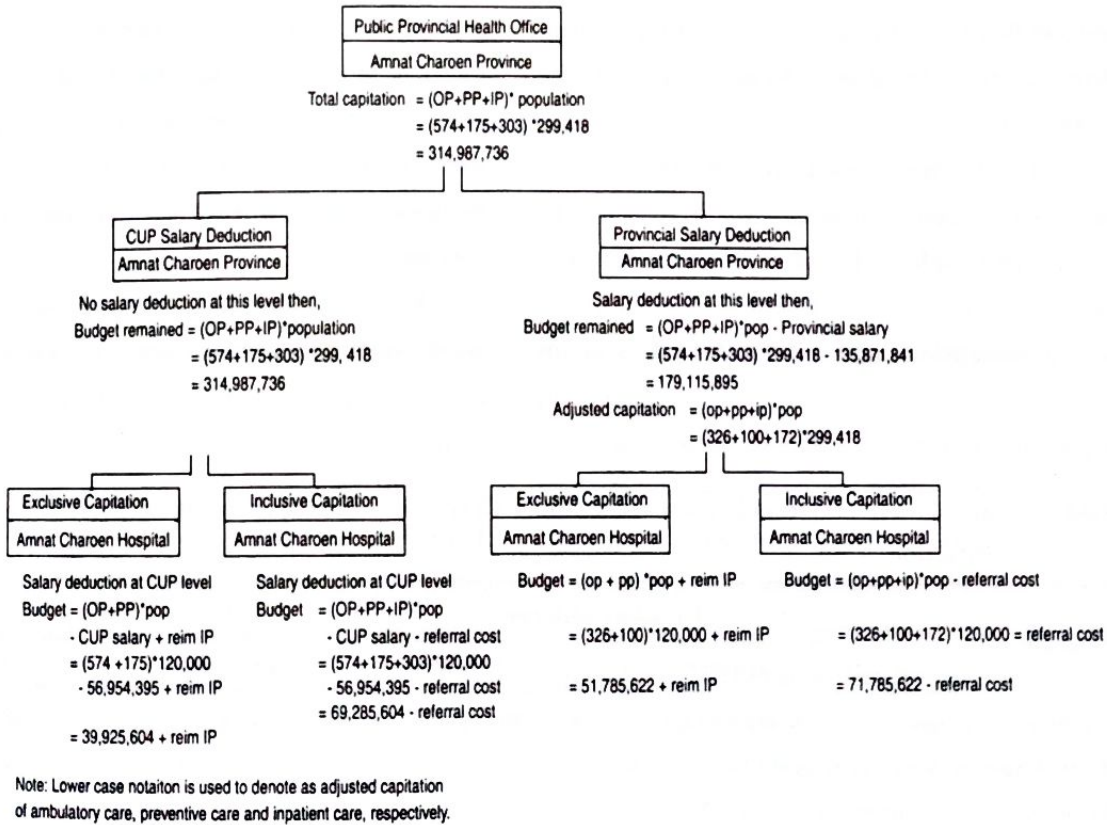 Public Provincial Health Office
Amnat Charoen Province
Total capitation = (OP+PP+IP)* population
= (574+175+303) *299,418
= 314,987,736
CUP Salary Deduction
Amnat Charoen Province
No salary deduction at this level then,
Budget remained = (OP+PP+IP)*population
= (574+175+303) *299, 418
= 314,987,736
Provincial Salary Deduction
Amnat Charoen Province
Salary deduction at this level then,
Budget remained = (OP+PP+IP)*pop - Provincial salary
= (574+175+303) *299,418 - 135,871,841
= 179,115,895
Adjusted capitation = (op+pp+ip)*pop
= (326+100+172)*299,418
Exclusive Capitation
Amnat Charoen Hospital
Salary deduction at CUP level
Budget = (OP+PP)*pop
- CUP salary + reim IP
= (574 +175)*120,000
- 56,954,395 + reim IP
= 39,925,604 + reim IP
Inclusive Capitation
Amnat Charoen Hospital
Salary deduction at CUP level
Budget = (OP+PP+IP)*pop
- CUP salary - referral cost
= (574+175+303)*120,000
- 56,954,395 - referral cost
= 69,285,604 - referral cost
Exclusive Capitation
Amnat Charoen Hospital
Budget = (op + pp) *pop + reim IP
= (326+100)*120,000 + reim IP
= 51,785,622 + reim IP
Inclusive Capitation
Amnat Charoen Hospital
Budget = (op+pp+ip)*pop - referral cost
= (326+100+172)*120,000 = referral cost
= 71,785,622 - referral cost
Note: Lower case notaiton is used to denote as adjusted capitation
of ambulatory care, preventive care and inpatient care, respectively.